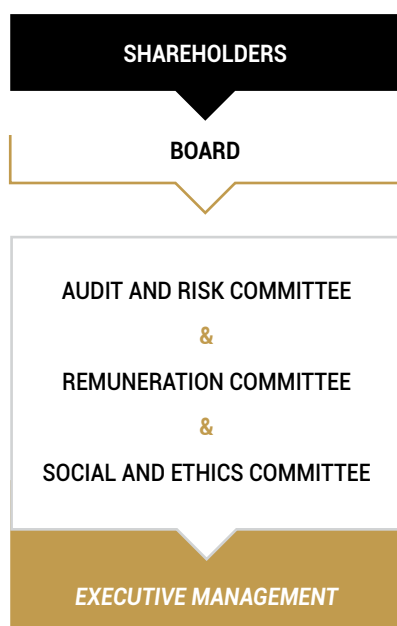 SHAREHOLDERS
BOARD
AUDIT AND RISK COMMITTEE
&
REMUNERATION COMMITTEE
&
SOCIAL AND ETHICS COMMITTEE
EXECUTIVE MANAGEMENT